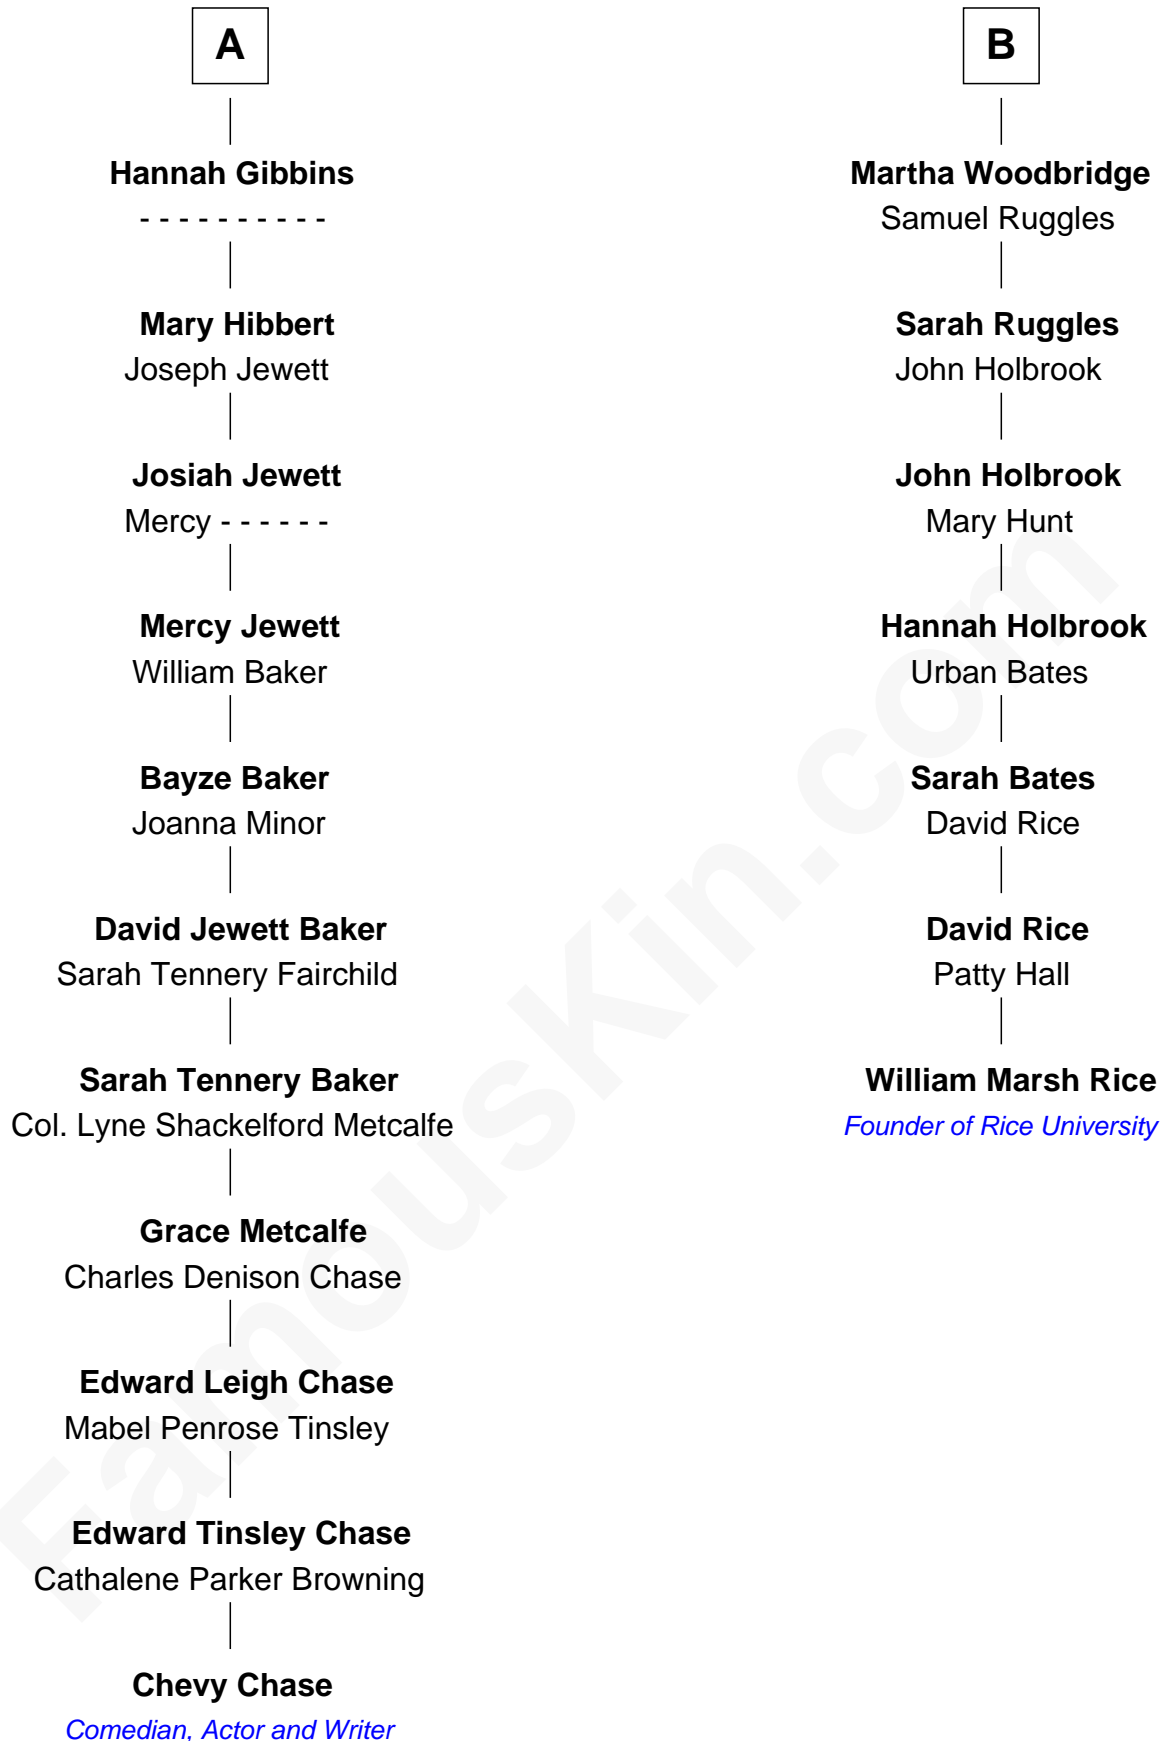 A
Hannah Gibbins
- - - - - - - - - -
Mary Hibbert
Joseph Jewett
Josiah Jewett
Mercy - - - - - -
Mercy Jewett
William Baker
Bayze Baker
Joanna Minor
David Jewett Baker
Sarah Tennery Fairchild
Sarah Tennery Baker
Col. Lyne Shackelford Metcalfe
Grace Metcalfe
Charles Denison Chase
Edward Leigh Chase
Mabel Penrose Tinsley
Edward Tinsley Chase
Cathalene Parker Browning
Chevy Chase
Comedian, Actor and Writer
B
Martha Woodbridge
Samuel Ruggles
Sarah Ruggles
John Holbrook
John Holbrook
Mary Hunt
Hannah Holbrook
Urban Bates
Sarah Bates
David Rice
David Rice
Patty Hall
William Marsh Rice
Founder of Rice University
FamousKin.com